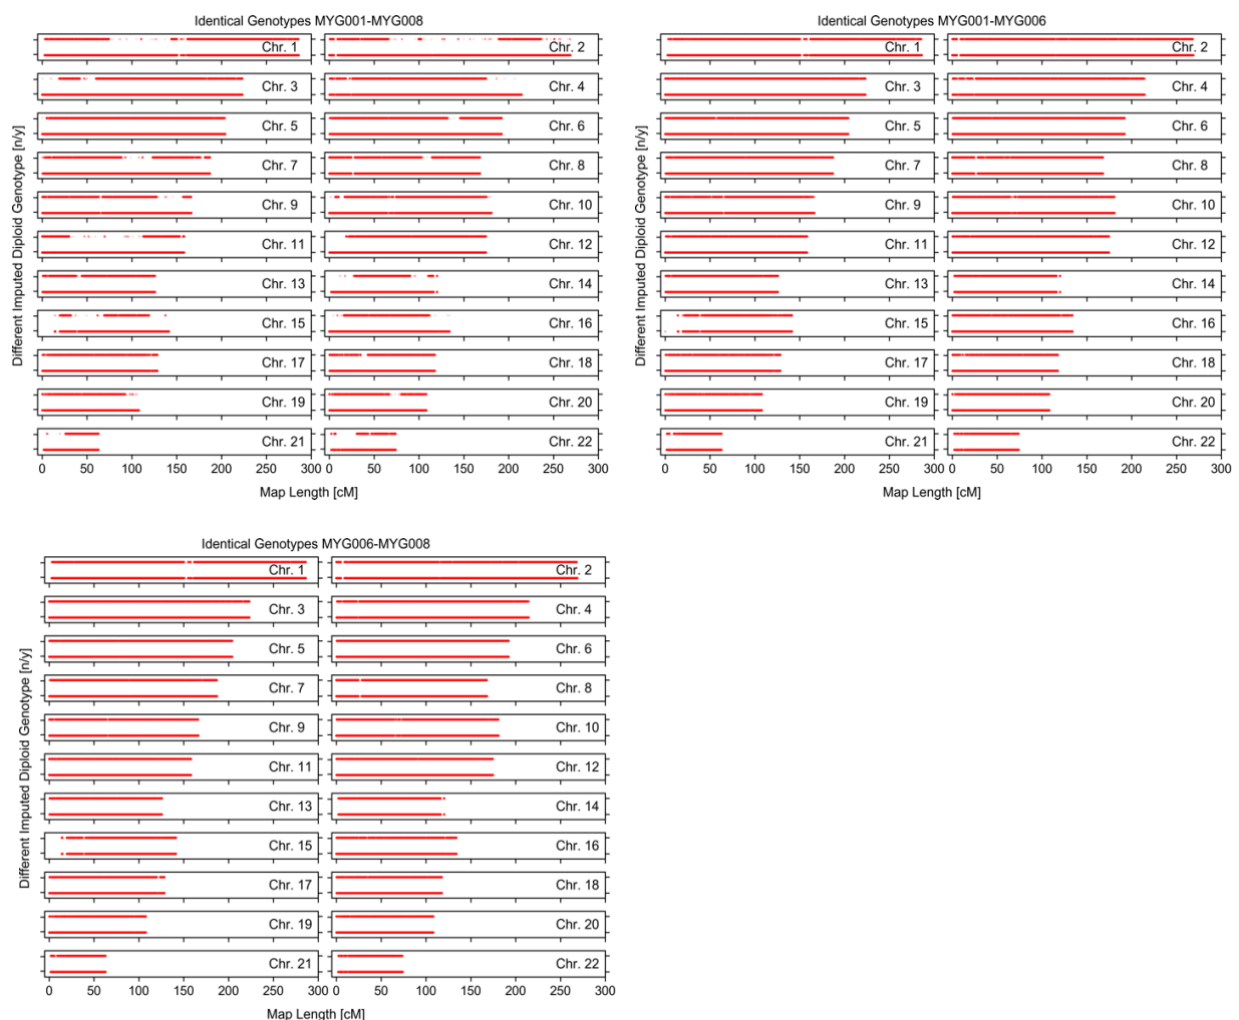 Identical Genotypes MYG001-MYG008
Different Imputed Diploid Genotype [n/y]
Chr. 1
Chr. 2
Chr. 3
Chr. 4
Chr. 5
Chr. 6
Chr. 7
Chr. 8
Chr. 9
Chr. 10
Chr. 11
Chr. 12
Chr. 13
Chr. 14
Chr. 15
Chr. 16
Chr. 17
Chr. 18
Chr. 19
Chr. 20
Chr. 21
Chr. 22
0 50 100 150 200 250 300 0 50 100 150 200 250 300
Map Length [cM]
Identical Genotypes MYG001-MYG006
Different Imputed Diploid Genotype [n/y]
Chr. 1
Chr. 2
Chr. 3
Chr. 4
Chr. 5
Chr. 6
Chr. 7
Chr. 8
Chr. 9
Chr. 10
Chr. 11
Chr. 12
Chr. 13
Chr. 14
Chr. 15
Chr. 16
Chr. 17
Chr. 18
Chr. 19
Chr. 20
Chr. 21
Chr. 22
0 50 100 150 200 250 300 0 50 100 150 200 250 300
Map Length [cM]
Identical Genotypes MYG006-MYG008
Different Imputed Diploid Genotype [n/y]
Chr. 1
Chr. 2
Chr. 3
Chr. 4
Chr. 5
Chr. 6
Chr. 7
Chr. 8
Chr. 9
Chr. 10
Chr. 11
Chr. 12
Chr. 13
Chr. 14
Chr. 15
Chr. 16
Chr. 17
Chr. 18
Chr. 19
Chr. 20
Chr. 21
Chr. 22
0 50 100 150 200 250 300 0 50 100 150 200 250 300
Map Length [cM]